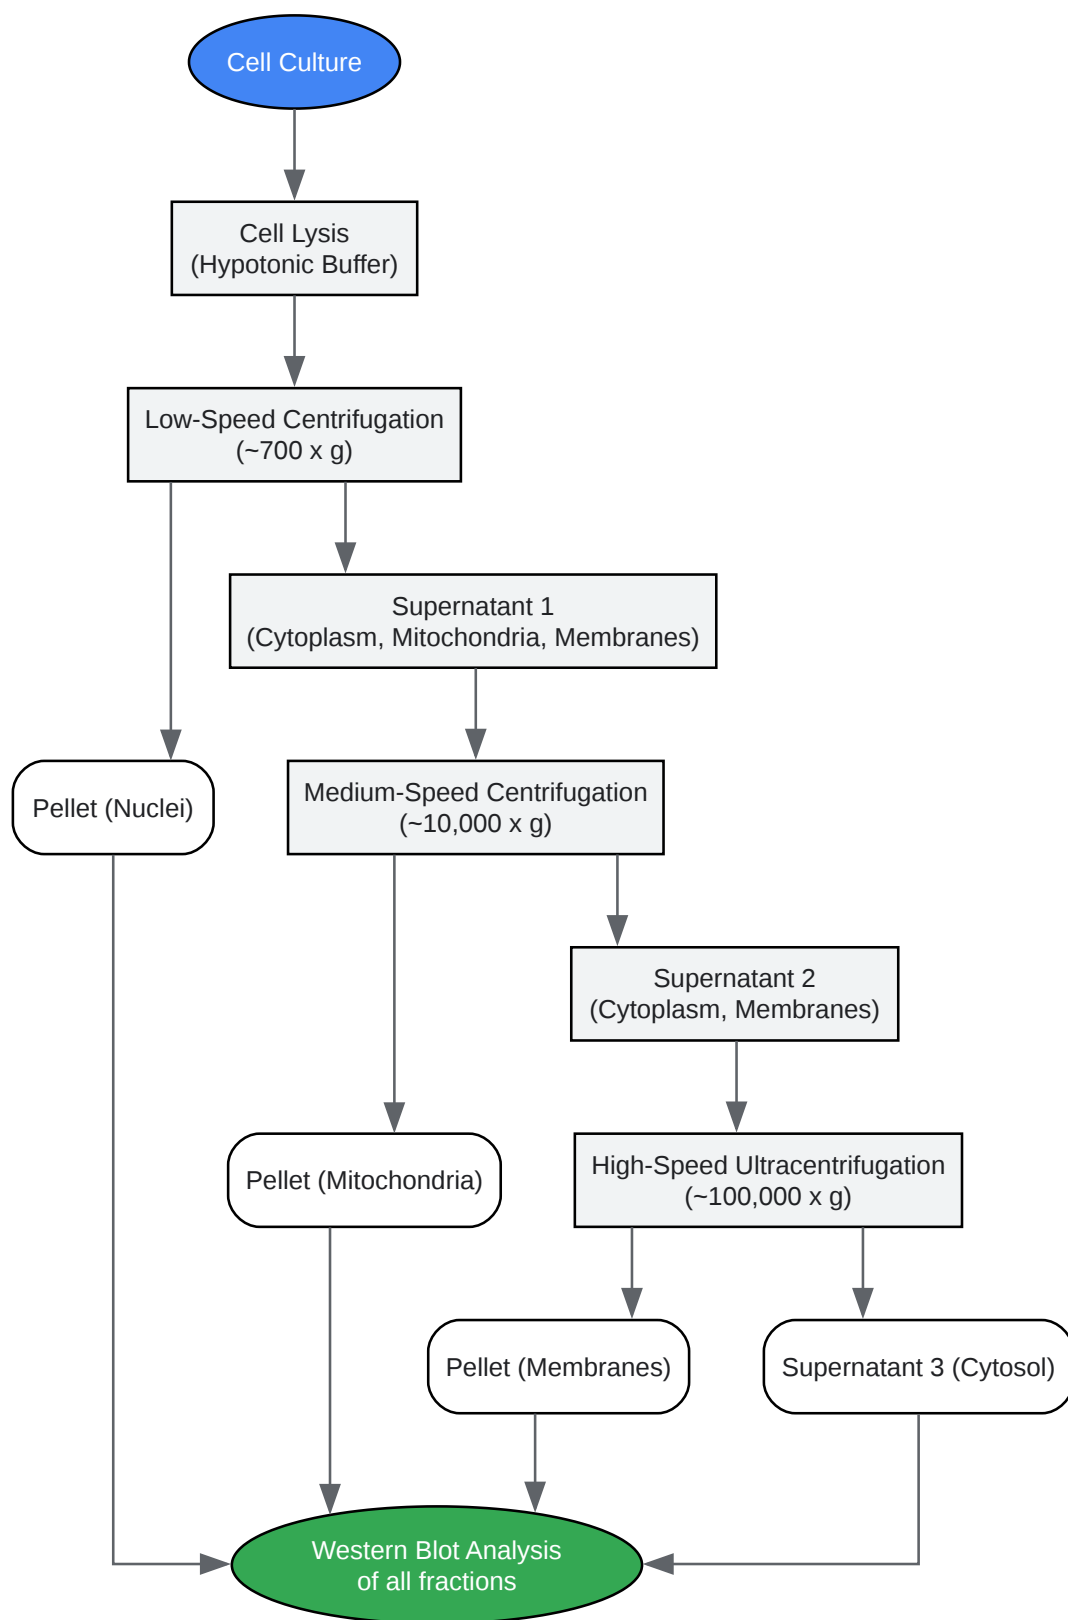 Cell Culture
Cell Lysis
(Hypotonic Buffer)
Low-Speed Centrifugation
(~700 x g)
Supernatant 1
(Cytoplasm, Mitochondria, Membranes)
Pellet (Nuclei)
Medium-Speed Centrifugation
(~10,000 x g)
Supernatant 2
(Cytoplasm, Membranes)
Pellet (Mitochondria)
High-Speed Ultracentrifugation
(~100,000 x g)
Pellet (Membranes)
Supernatant 3 (Cytosol)
Western Blot Analysis
of all fractions